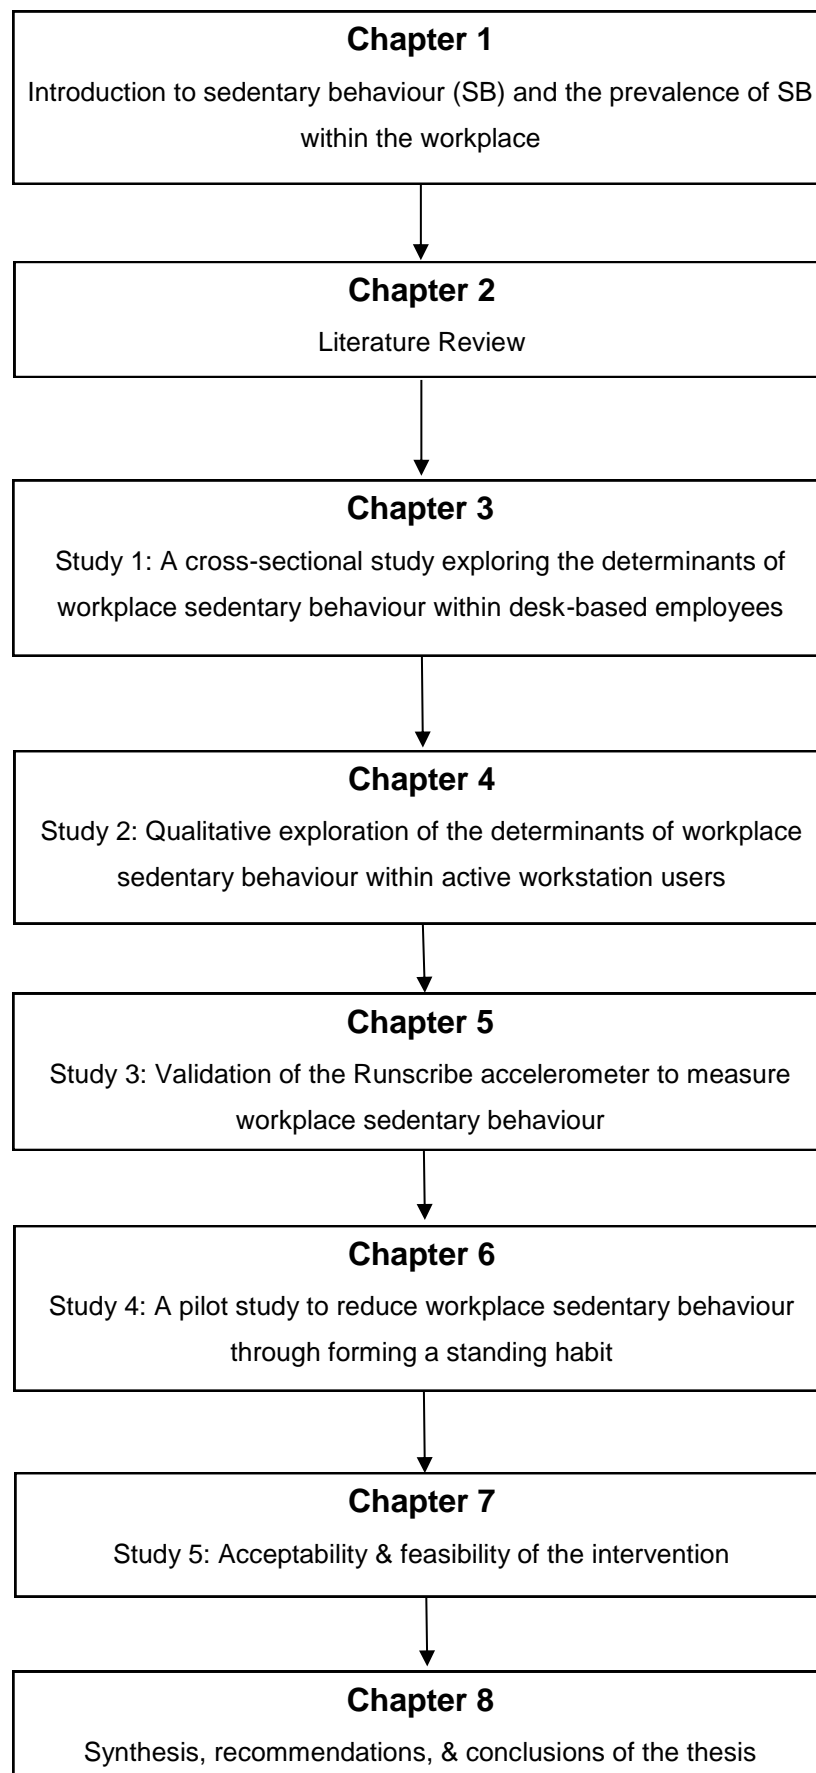 Chapter 1
Introduction to sedentary behaviour (SB) and the prevalence of SB
within the workplace
Chapter 2
Literature Review
Chapter 3
Study 1: A cross-sectional study exploring the determinants of
workplace sedentary behaviour within desk-based employees
Chapter 4
Study 2: Qualitative exploration of the determinants of workplace
sedentary behaviour within active workstation users
Chapter 5
Study 3: Validation of the Runscribe accelerometer to measure
workplace sedentary behaviour
Chapter 6
Study 4: A pilot study to reduce workplace sedentary behaviour
through forming a standing habit
Chapter 7
Study 5: Acceptability & feasibility of the intervention
Chapter 8
Synthesis, recommendations, & conclusions of the thesis